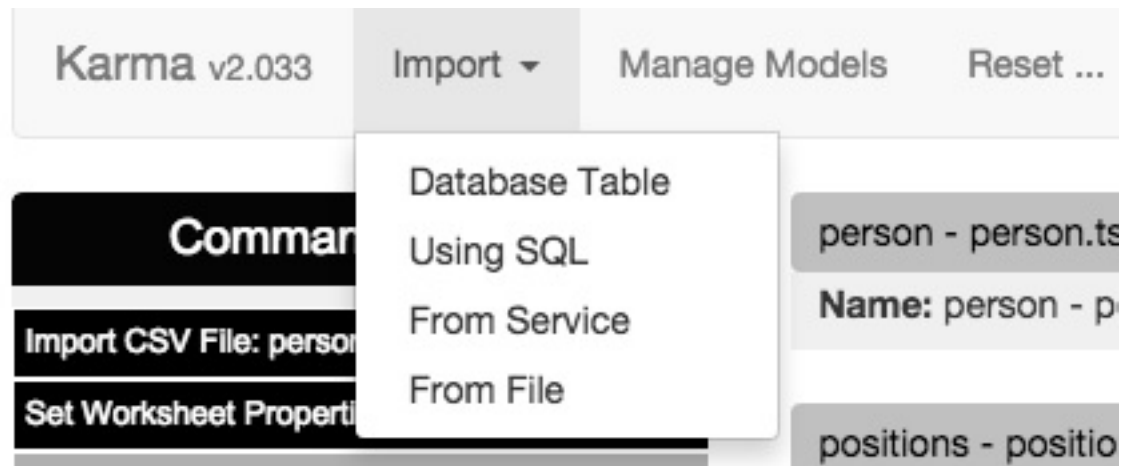 Karma v2.033 Import Manage Models Reset ...
Database Table
Using SQL
From Service
From File
Comman
Import CSV File: person
Set Worksheet Properti
person - person.ts
Name: person - p
positions - positio